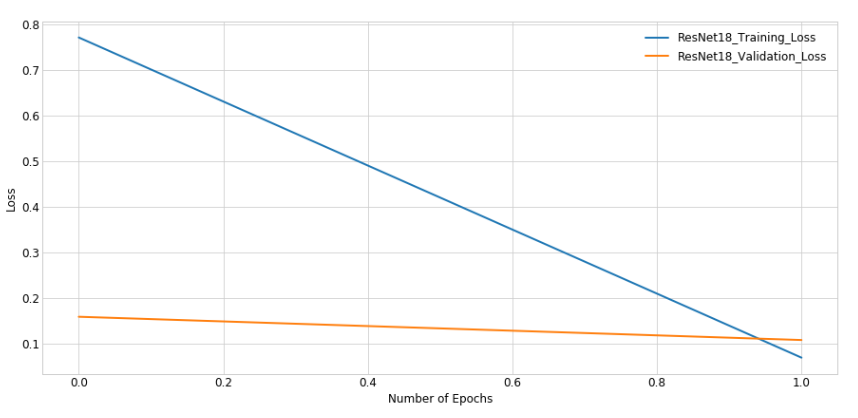 0.8
0.7
0.6
0.5
0.4
0.3
0.2
0.1
Loss
ResNet18_Training_Loss
ResNet18_Validation_Loss
0.0 0.2 0.4 0.6 0.8 1.0
Number of Epochs